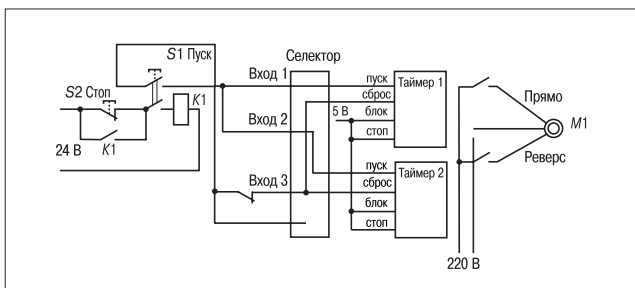 S1 Пуск
Селектор
Вход 1
S2 Стоп
K1
24 В
K1
Вход 2
Вход 3
5 В
пуск
сброс
блок
стоп
Таймер 1
пуск
сброс
блок
стоп
Таймер 2
Прямо
M1
Реверс
220 В